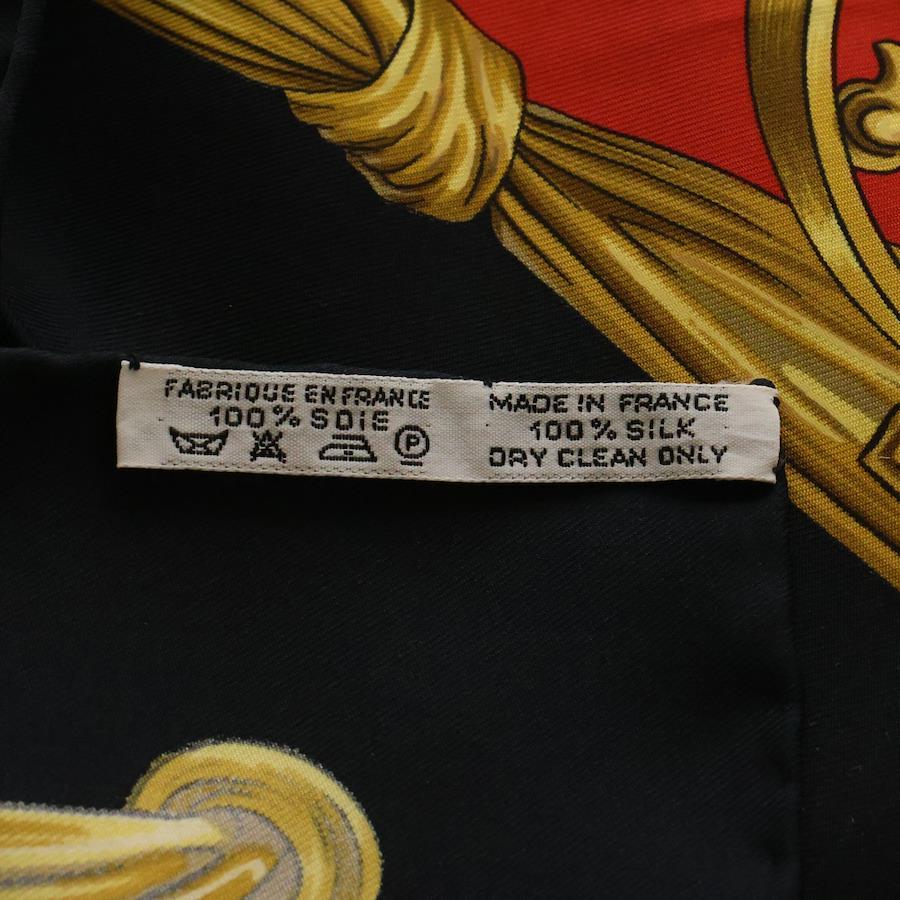 FABRIQUE EN FRANCE
100% SOIE
P
MADE IN FRANCE
100% SILK
DRY CLEAN ONLY